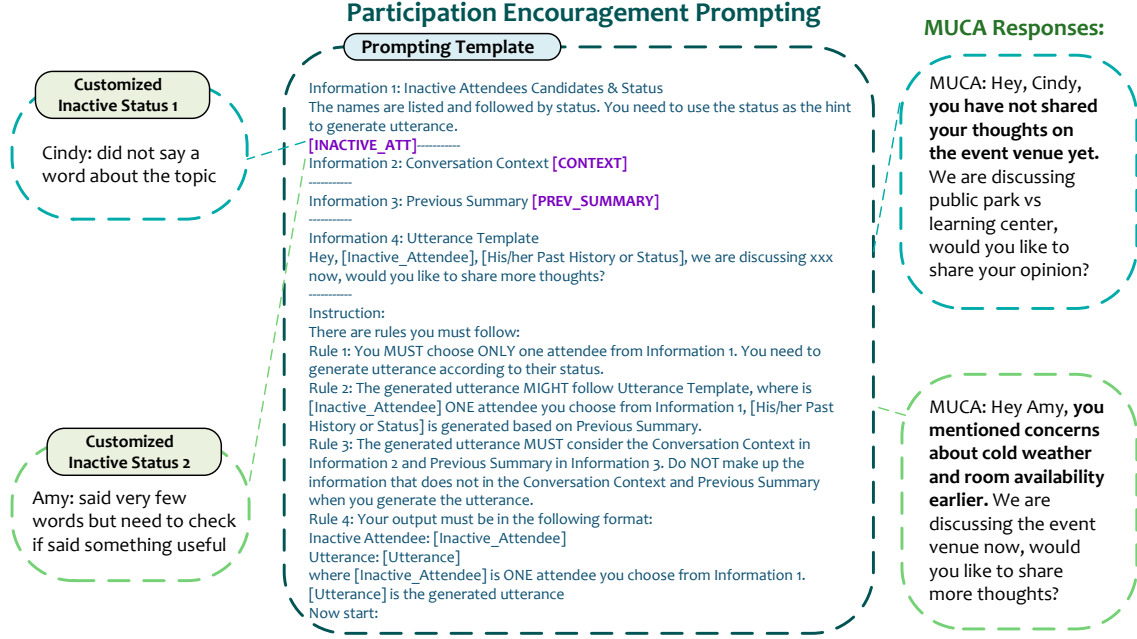 Participation Encouragement Prompting
Customized
Inactive Status 1
Cindy: did not say a
word about the topic
Customized
Inactive Status 2
Amy: said very few
words but need to check
if said something useful
Prompting Template
Information 1: Inactive Attendees Candidates & Status
The names are listed and followed by status. You need to use the status as the hint
to generate utterance.
[INACTIVE_ATT]-----------
Information 2: Conversation Context [CONTEXT]
-----------
Information 3: Previous Summary [PREV_SUMMARY]
-----------
Information 4: Utterance Template
Hey, [Inactive_Attendee], [His/her Past History or Status], we are discussing xxx
now, would you like to share more thoughts?
-----------
Instruction:
There are rules you must follow:
Rule 1: You MUST choose ONLY one attendee from Information 1. You need to
generate utterance according to their status.
Rule 2: The generated utterance MIGHT follow Utterance Template, where is
[Inactive_Attendee] ONE attendee you choose from Information 1, [His/her Past
History or Status] is generated based on Previous Summary.
Rule 3: The generated utterance MUST consider the Conversation Context in
Information 2 and Previous Summary in Information 3. Do NOT make up the
information that does not in the Conversation Context and Previous Summary
when you generate the utterance.
Rule 4: Your output must be in the following format:
Inactive Attendee: [Inactive_Attendee]
Utterance: [Utterance]
where [Inactive_Attendee] is ONE attendee you choose from Information 1.
[Utterance] is the generated utterance
Now start:
MUCA Responses:
MUCA: Hey, Cindy,
you have not shared
your thoughts on
the event venue yet.
We are discussing
public park vs
learning center,
would you like to
share your opinion?
MUCA: Hey Amy, you
mentioned concerns
about cold weather
and room availability
earlier. We are
discussing the event
venue now, would
you like to share
more thoughts?